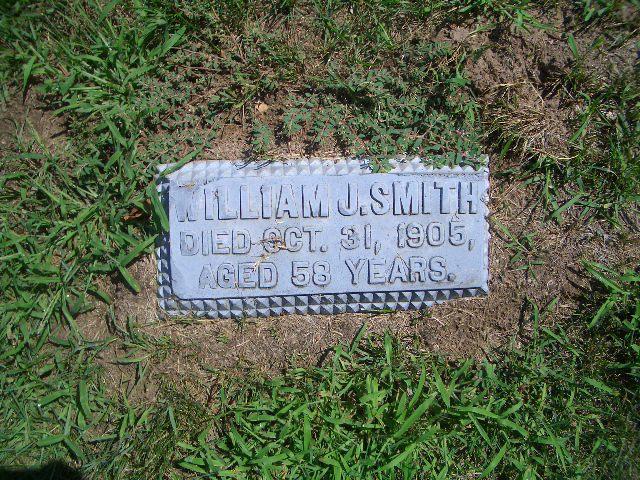 WILLIAM J. SMITH
DIED OCT. 31, 1905,
AGED 58 YEARS.